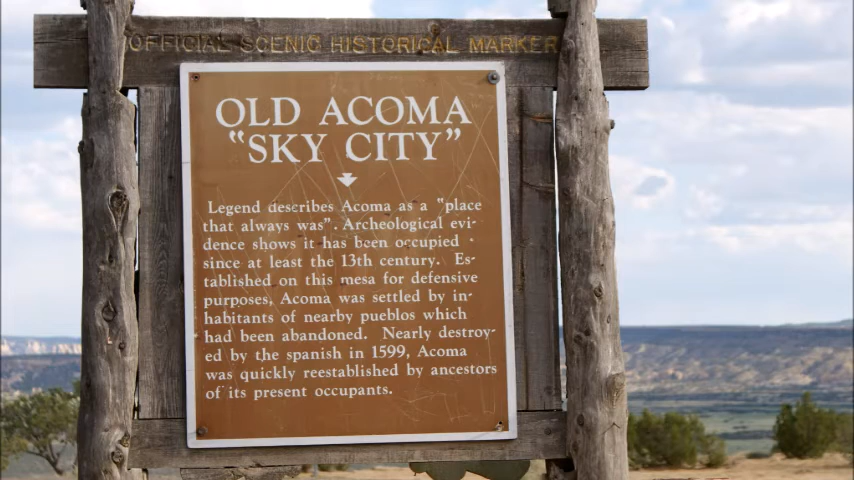 OFFICIAL SCENIC HISTORICAL MARKER
OLD ACOMA
“SKY CITY”
Legend describes Acoma as a “place
that always was”. Archeological evi-
dence shows it has been occupied
since at least the 13th century. Es-
tablished on this mesa for defensive
purposes, Acoma was settled by in-
habitants of nearby pueblos which
had been abandoned. Nearly destroy-
ed by the spanish in 1599, Acoma
was quickly reestablished by ancestors
of its present occupants.